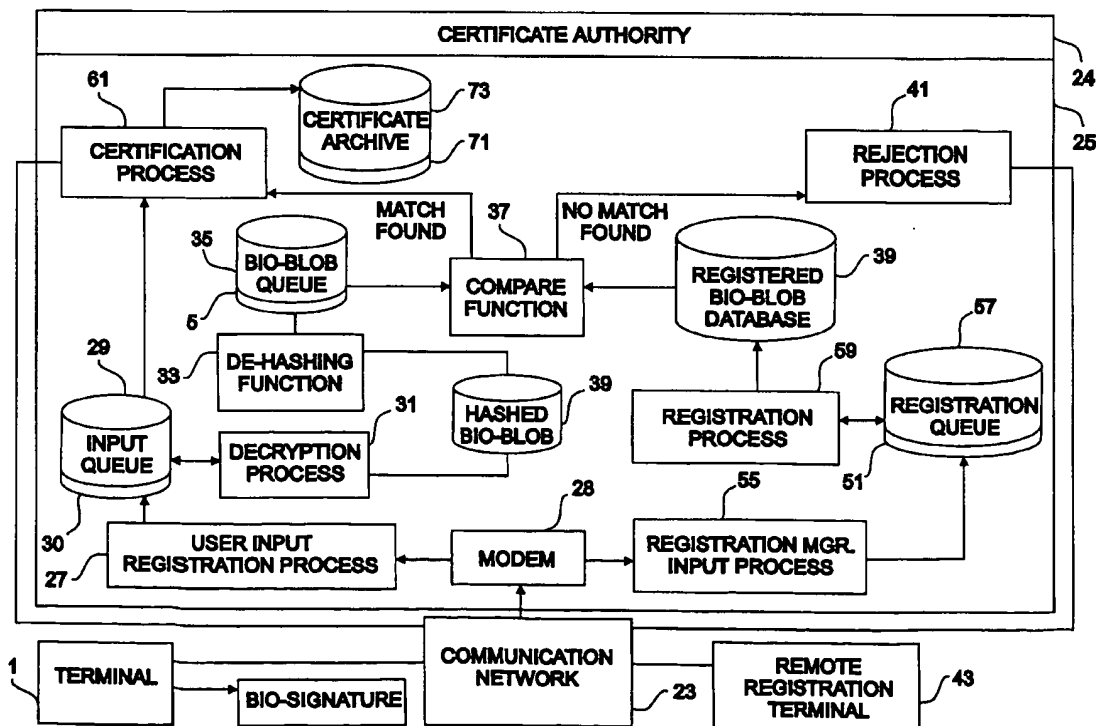 CERTIFICATE AUTHORITY
24
25
61
CERTIFICATION
PROCESS
CERTIFICATE
ARCHIVE
73
71
41
REJECTION
PROCESS
MATCH
FOUND
37
NO MATCH
FOUND
35
BIO-BLOB
QUEUE
5
COMPARE
FUNCTION
REGISTERED
BIO-BLOB
DATABASE
39
57
29
33
DE-HASHING
FUNCTION
HASHED
BIO-BLOB
39
59
REGISTRATION
PROCESS
REGISTRATION
QUEUE
51
INPUT
QUEUE
30
31
DECRYPTION
PROCESS
28
55
27
USER INPUT
REGISTRATION PROCESS
MODEM
REGISTRATION MGR.
INPUT PROCESS
1
TERMINAL
BIO-SIGNATURE
COMMUNICATION
NETWORK
23
REMOTE
REGISTRATION
TERMINAL
43